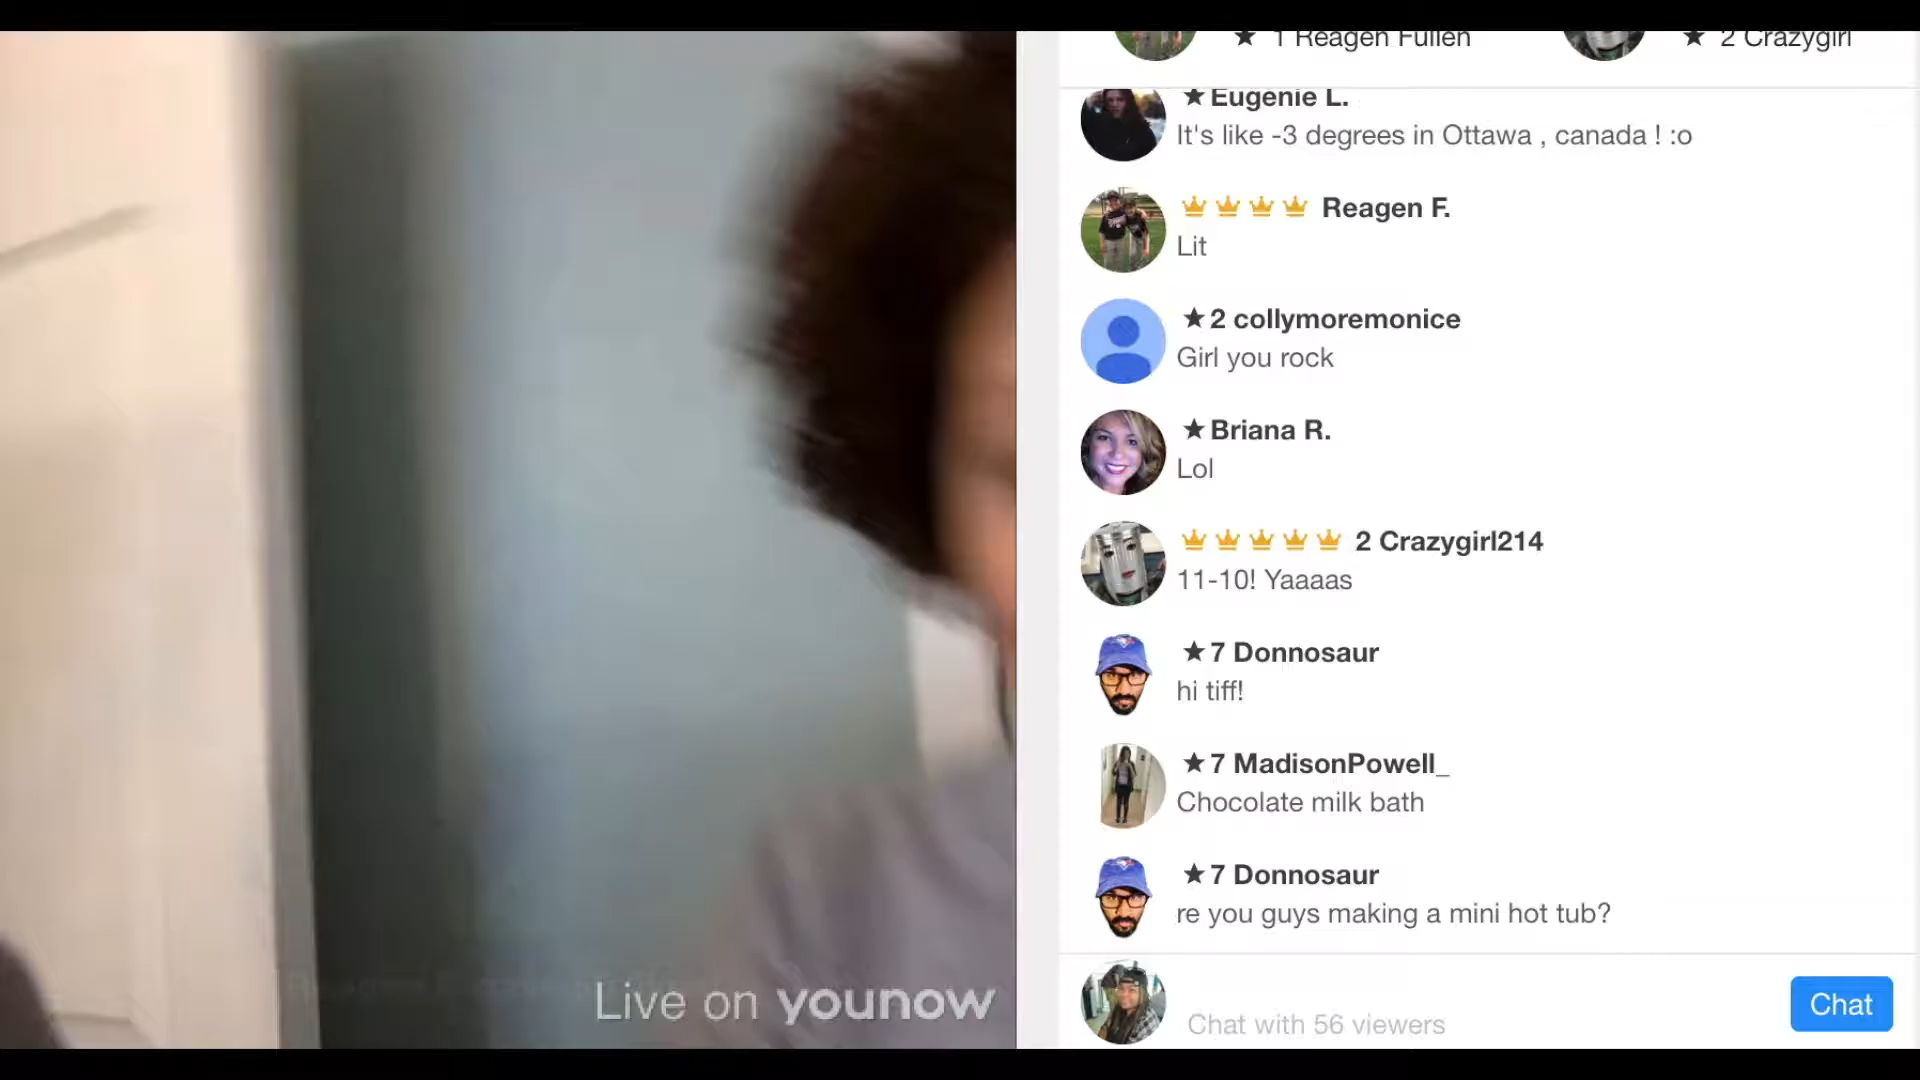 1 Reagen Fullen
2 Crazygirl
Eugenie L.
It's like -3 degrees in Ottawa , canada ! :o
Reagen F.
Lit
2 collymoremonice
Girl you rock
Briana R.
Lol
2 Crazygirl214
11-10! Yaaaas
7 Donnosaur
hi tiff!
7 MadisonPowell_
Chocolate milk bath
7 Donnosaur
re you guys making a mini hot tub?
Live on younow
Chat with 56 viewers
Chat